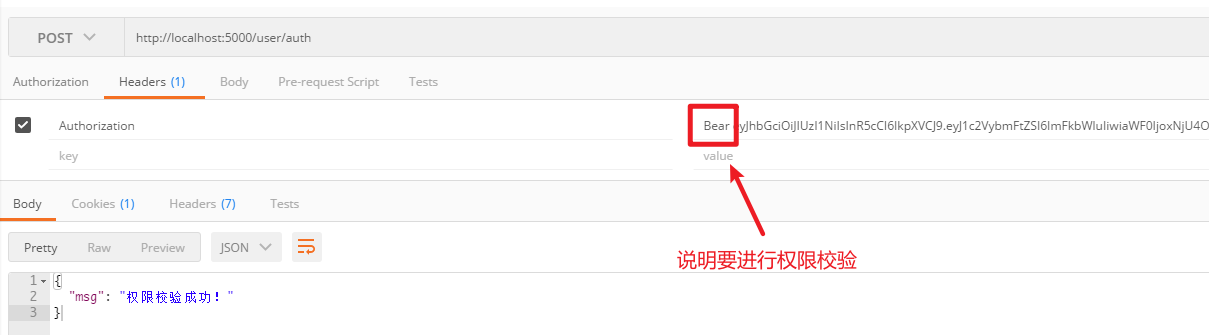 POST
http://localhost:5000/user/auth
Authorization Headers (1) Body Pre-request Script Tests
Authorization Bear
key value
Body Cookies (1) Headers (7) Tests
说明要进行权限校验
Pretty Raw Preview JSON
1 {
2 "msg": "权限校验成功！"
3 }